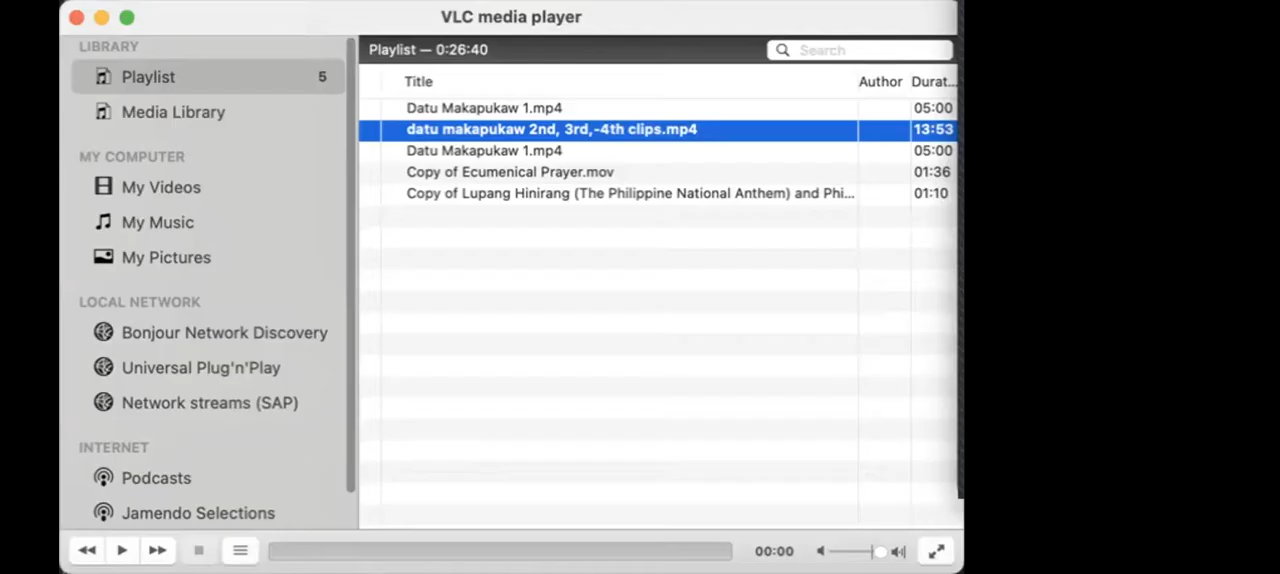 VLC media player
LIBRARY
Playlist 5
Media Library
MY COMPUTER
My Videos
My Music
My Pictures
LOCAL NETWORK
Bonjour Network Discovery
Universal Plug'n'Play
Network streams (SAP)
INTERNET
Podcasts
Jamendo Selections
Playlist — 0:26:40
Search
Title Author Durat...
Datu Makapukaw 1.mp4 05:00
datu makapukaw 2nd, 3rd,-4th clips.mp4 13:53
Datu Makapukaw 1.mp4 05:00
Copy of Ecumenical Prayer.mov 01:36
Copy of Lupang Hinirang (The Philippine National Anthem) and Phi... 01:10
00:00